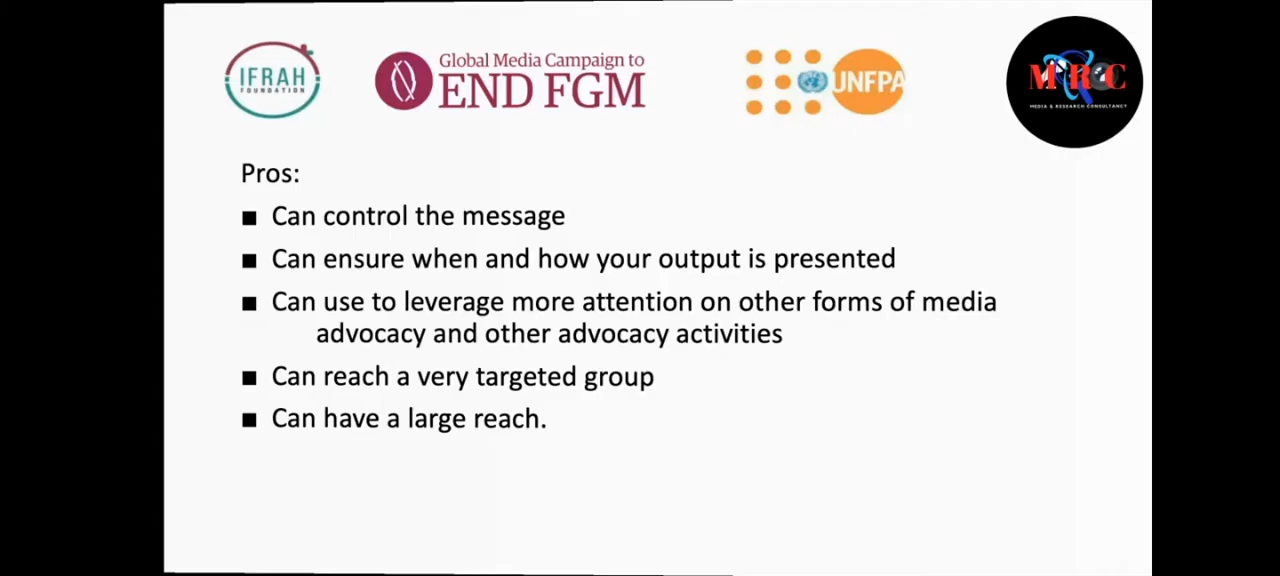 IFRAH
FOUNDATION
Global Media Campaign to
END FGM
UNFPA
MRC
MEDIA & RESEARCH CONSULTANCY
Pros:
■ Can control the message
■ Can ensure when and how your output is presented
■ Can use to leverage more attention on other forms of media
advocacy and other advocacy activities
■ Can reach a very targeted group
■ Can have a large reach.